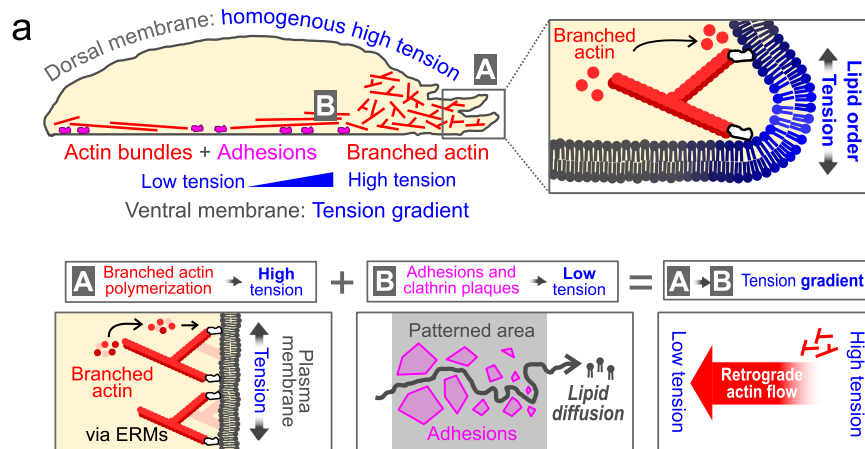 a
Dorsal membrane: homogenous high tension
A
B
Actin bundles + Adhesions
Branched actin
Low tension
High tension
Ventral membrane: Tension gradient
Branched
actin
Lipid order
Tension
A
Branched actin
polymerization
High
tension
+
B
Adhesions and
clathrin plaques
Low
tension
=
A
B
Tension gradient
Branched
actin
via ERMs
Tension
Plasma
membrane
Patterned area
Lipid
diffusion
Adhesions
Low tension
Retrograde
actin flow
High tension